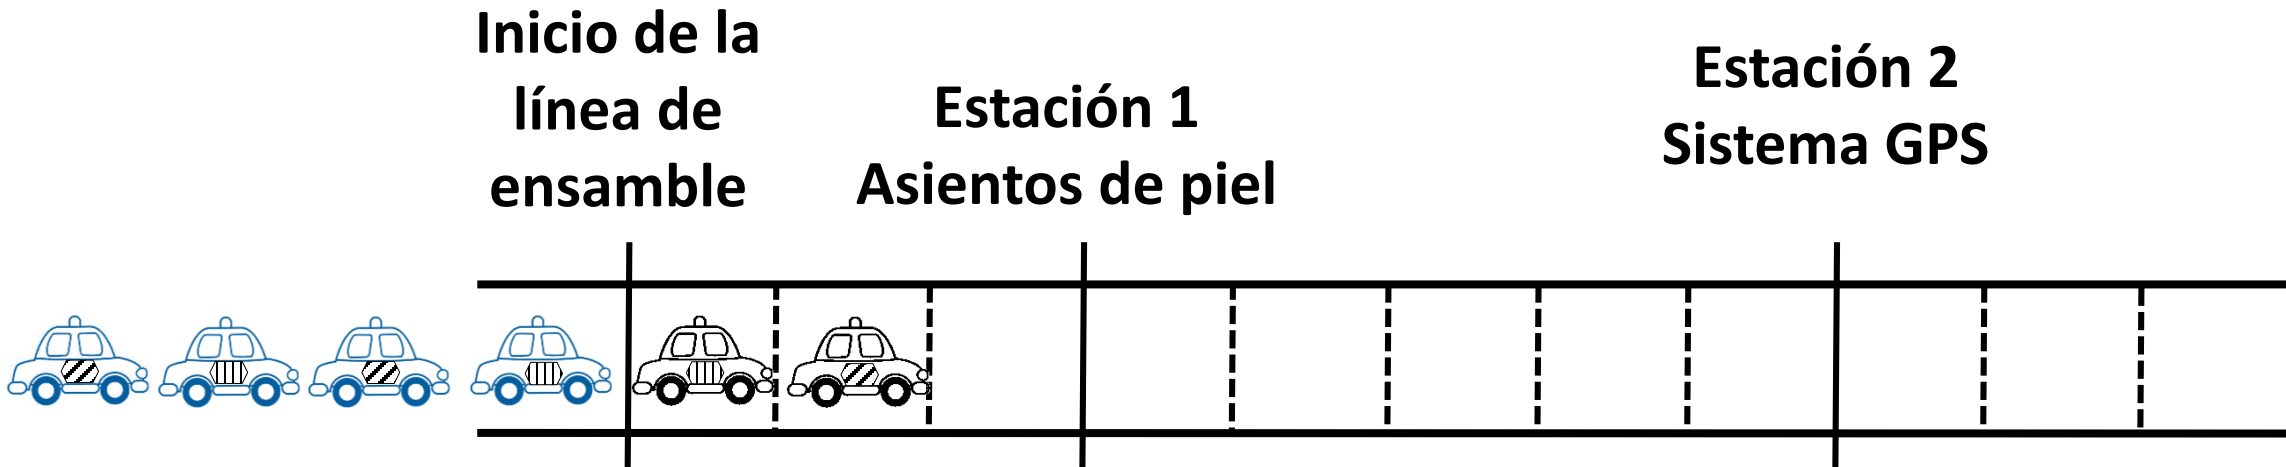 Inicio de la
línea de
ensamble
Estación 1
Asientos de piel
Estación 2
Sistema GPS